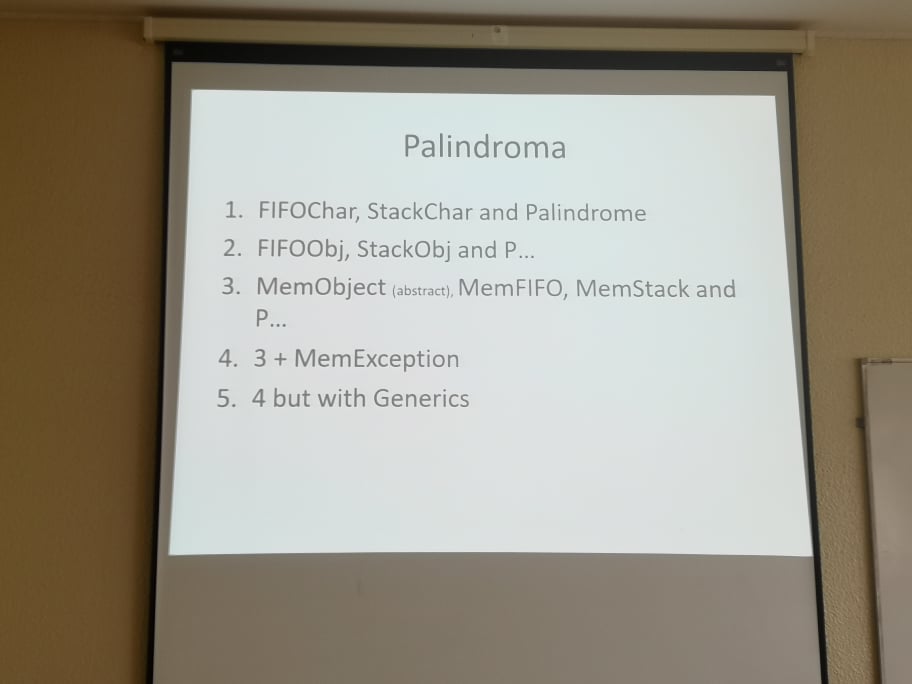 Palindroma
1. FIFOChar, StackChar and Palindrome
2. FIFOObj, StackObj and P...
3. MemObject (abstract), MemFIFO, MemStack and
P...
4. 3 + MemException
5. 4 but with Generics